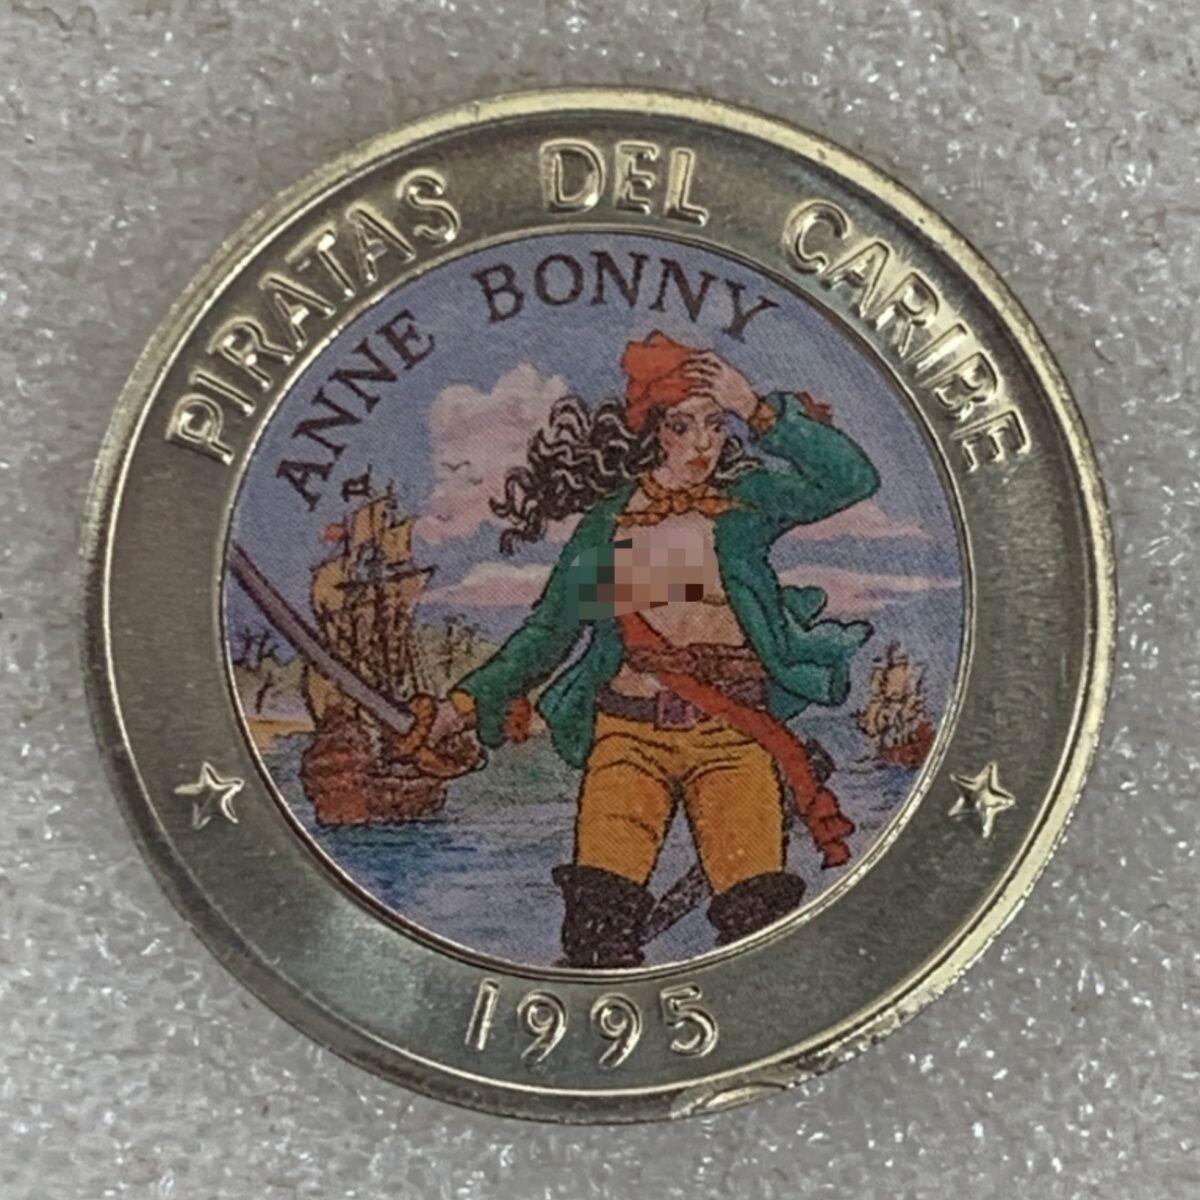 PIRATAS DEL CARIBE
ANNE BONNY
1995